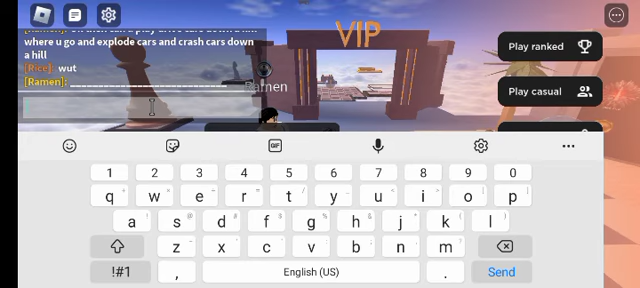 VIP
where u go and explode cars and crash cars down
a hill
[Rice]: wut
[Ramen]:
Ramen
Play ranked
Play casual
GIF
1 2 3 4 5 6 7 8 9 0
q w e r t y u i o p
a s d f g h j k l
z x c v b n m
!#1 , English (US) . Send